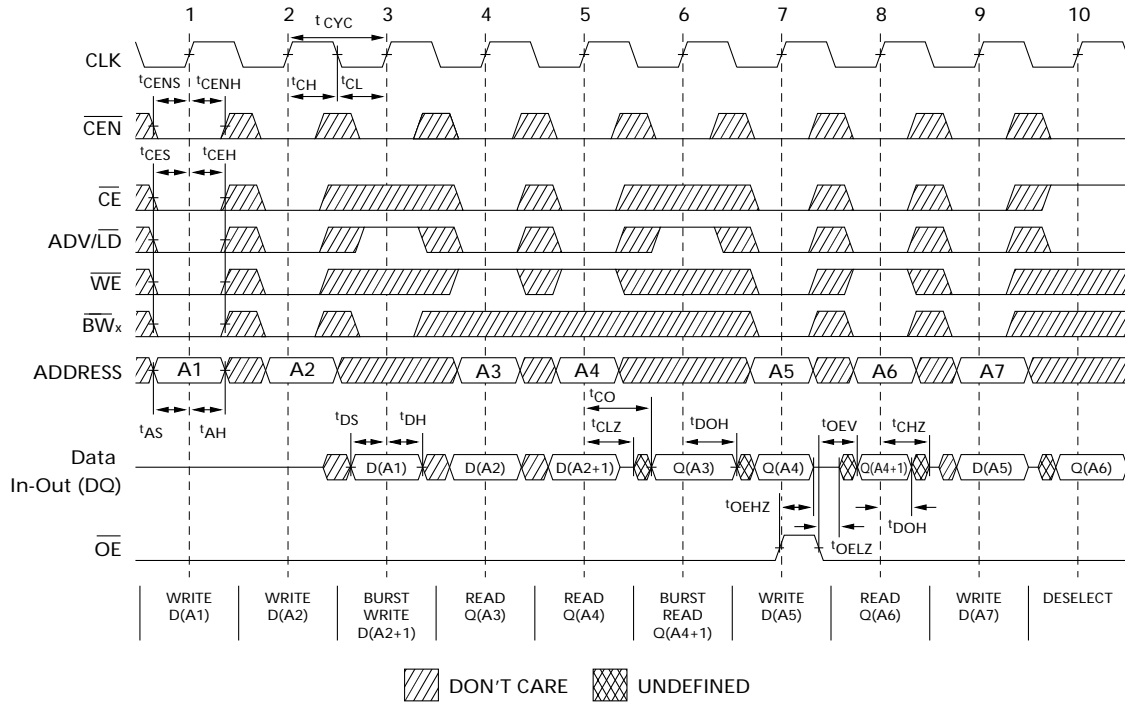 1 2 3 4 5 6 7 8 9 10
t CYC
CLK
tCENS tCENH tCH tCL
CEN
tCES tCEH
CE
ADV/LD
WE
BWx
ADDRESS A1 A2 A3 A4 A5 A6 A7
tCO
tAS tAH tDS tDH tCLZ tDOH tOEV tCHZ
Data
In-Out (DQ)
D(A1) D(A2) D(A2+1) Q(A3) Q(A4) Q(A4+1) D(A5) Q(A6)
tOEHZ tDOH
tOELZ
OE
WRITE
D(A1)
WRITE
D(A2)
BURST
WRITE
D(A2+1)
READ
Q(A3)
READ
Q(A4)
BURST
READ
Q(A4+1)
WRITE
D(A5)
READ
Q(A6)
WRITE
D(A7)
DESELECT
DON'T CARE UNDEFINED